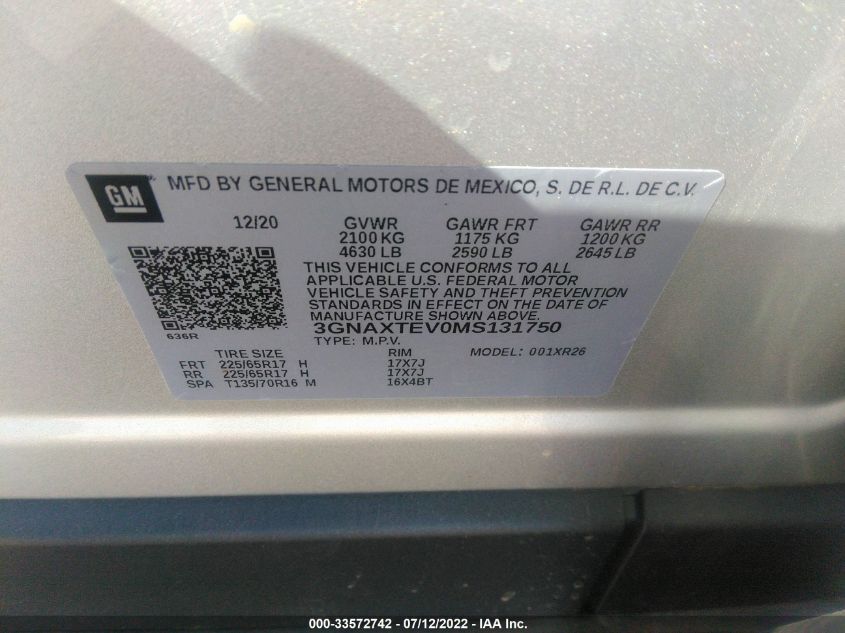 GM MFD BY GENERAL MOTORS DE MEXICO, S. DE R.L. DE C.V.
12/20 GVWR GAWR FRT GAWR RR
2100 KG 1175 KG 1200 KG
4630 LB 2590 LB 2645 LB
THIS VEHICLE CONFORMS TO ALL
APPLICABLE U.S. FEDERAL MOTOR
VEHICLE SAFETY AND THEFT PREVENTION
STANDARDS IN EFFECT ON THE DATE OF
MANUFACTURE SHOWN ABOVE.
636R 3GNAXTEV0MS131750
TYPE: M.P.V. MODEL: 001XR26
TIRE SIZE RIM
FRT 225/65R17 H 17X7J
RR 225/65R17 H 17X7J
SPA T135/70R16 M 16X4BT
000-33572742 - 07/12/2022 - IAA Inc.